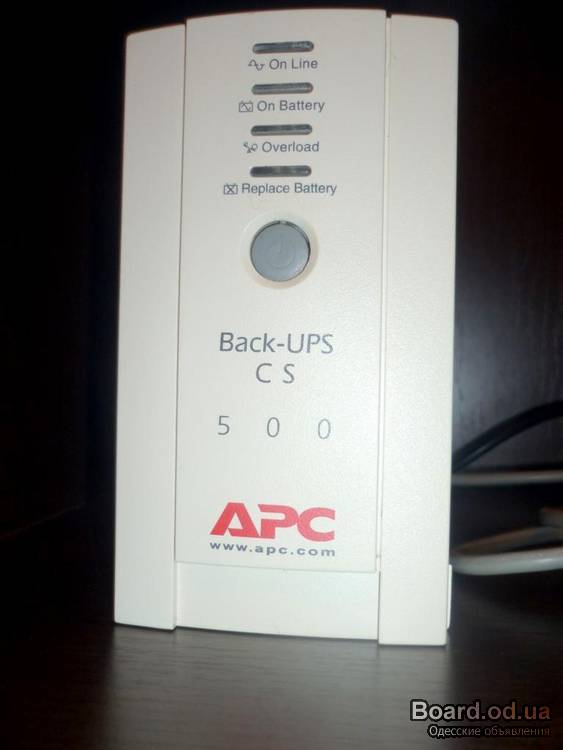 On Line
On Battery
Overload
Replace Battery
Back-UPS
C S
5 0 0
APC
www.apc.com
Board.od.ua
Одесские объявления